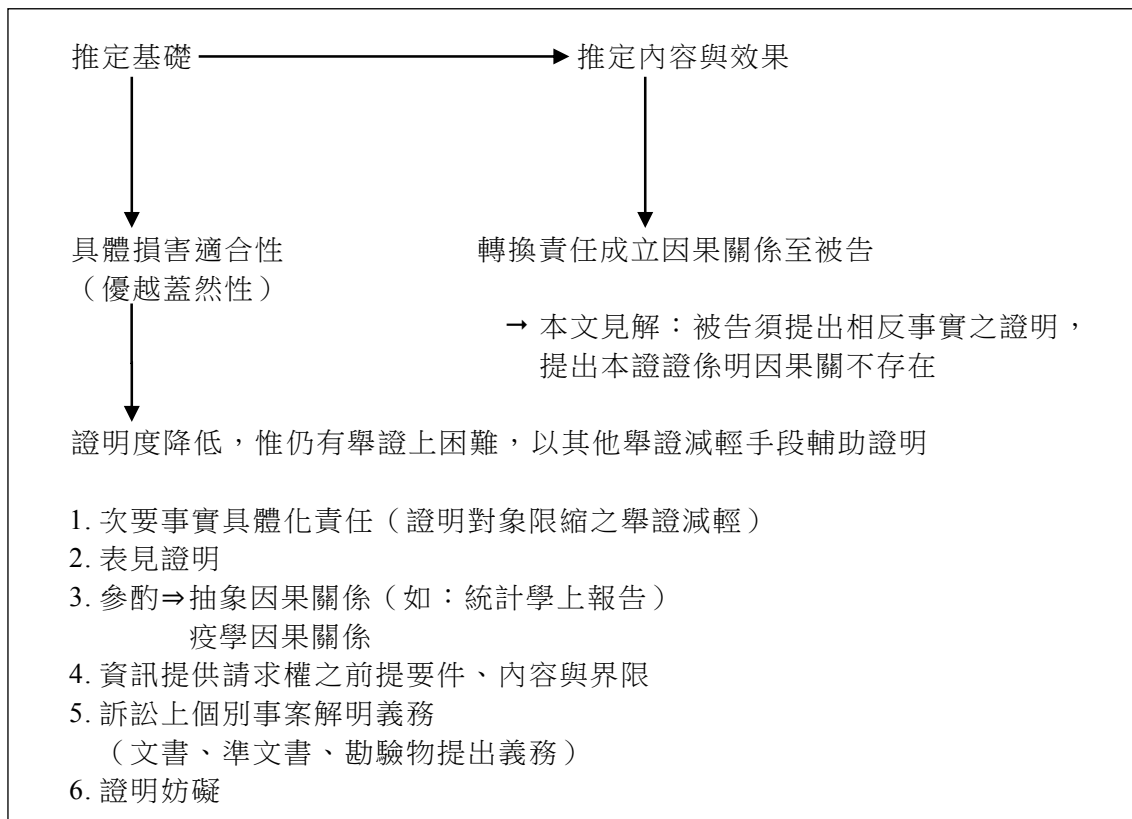 推定基礎
推定內容與效果
具體損害適合性
（優越蓋然性）
轉換責任成立因果關係至被告
→ 本文見解：被告須提出相反事實之證明，
提出本證證係明因果關不存在
證明度降低，惟仍有舉證上困難，以其他舉證減輕手段輔助證明
1. 次要事實具體化責任（證明對象限縮之舉證減輕）
2. 表見證明
3. 參酌⇒抽象因果關係（如：統計學上報告）
疫學因果關係
4. 資訊提供請求權之前提要件、內容與界限
5. 訴訟上個別事案解明義務
（文書、準文書、勘驗物提出義務）
6. 證明妨礙